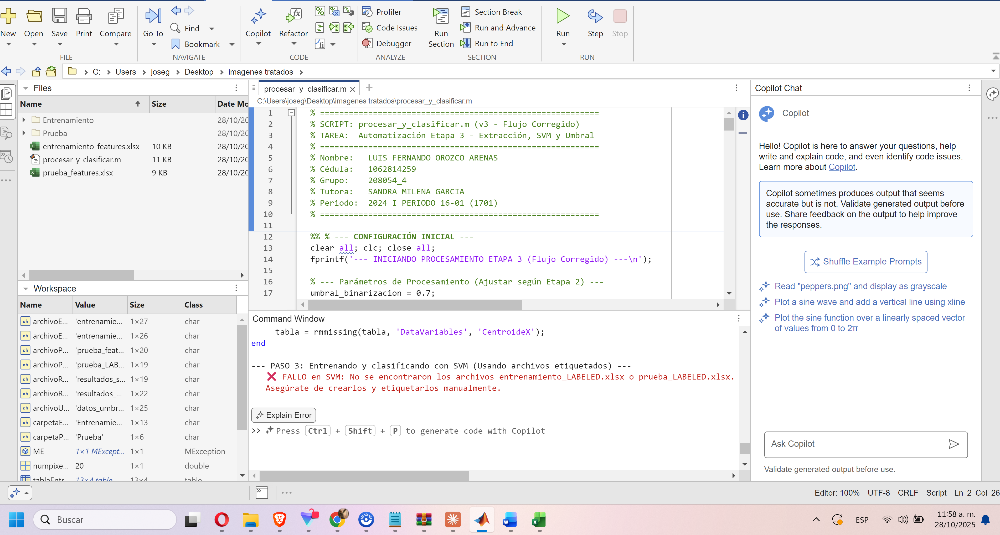 New
Open
Save
Print
Compare
FILE
Go To
Find
Bookmark
NAVIGATE
Copilot
Refactor
CODE
Profiler
Code Issues
Debugger
ANALYZE
Run Section
Section Break
Run and Advance
Run to End
SECTION
Run
Step
Stop
RUN
C: › Users › joseg › Desktop › imagenes tratados ›
Files
Name Size Date Mo
Entrenamiento 28/10/20
Prueba 28/10/20
entrenamiento_features.xlsx 10 KB 28/10/20
procesar_y_clasificar.m 11 KB 28/10/20
prueba_features.xlsx 9 KB 28/10/20
Workspace
Name Value Size Class
archivoE... 'entrenamie... 1×27 char
archivoE... 'entrenamie... 1×26 char
archivoP... 'prueba_feat... 1×20 char
archivoP... 'prueba_LAB... 1×19 char
archivoR... 'resultados_s... 1×19 char
archivoR... 'resultados_... 1×22 char
archivoU... 'datos_umbr... 1×25 char
carpetaE... 'Entrenamie... 1×13 char
carpetaP... 'Prueba' 1×6 char
ME 1×1 MExcept... 1×1 MException
numpixe... 20 1×1 double
tablaEntr... 13×4 table 13×4 table
procesar_y_clasificar.m
C:\Users\joseg\Desktop\imagenes tratados\procesar_y_clasificar.m
1 % ==========================================================
2 % SCRIPT: procesar_y_clasificar.m (v3 - Flujo Corregido)
3 % TAREA: Automatización Etapa 3 - Extracción, SVM y Umbral
4 % ==========================================================
5 % Nombre: LUIS FERNANDO OROZCO ARENAS
6 % Cédula: 1062814259
7 % Grupo: 208054_4
8 % Tutora: SANDRA MILENA GARCIA
9 % Periodo: 2024 I PERIODO 16-01 (1701)
10 % ==========================================================
11
12 %% % --- CONFIGURACIÓN INICIAL ---
13 clear all; clc; close all;
14 fprintf('--- INICIANDO PROCESAMIENTO ETAPA 3 (Flujo Corregido) ---\n');
15
16 % --- Parámetros de Procesamiento (Ajustar según Etapa 2) ---
17 umbral_binarizacion = 0.7;
Command Window
tabla = rmmissing(tabla, 'DataVariables', 'CentroideX');
end
--- PASO 3: Entrenando y clasificando con SVM (Usando archivos etiquetados) ---
❌ FALLO en SVM: No se encontraron los archivos entrenamiento_LABELED.xlsx o prueba_LABELED.xlsx.
Asegúrate de crearlos y etiquetarlos manualmente.
Explain Error
>> Press Ctrl + Shift + P to generate code with Copilot
Copilot Chat
Copilot
Hello! Copilot is here to answer your questions, help
write and explain code, and even identify code issues.
Learn more about Copilot.
Copilot sometimes produces output that seems
accurate but is not. Validate generated output before
use. Share feedback on the output to help improve
the responses.
Shuffle Example Prompts
Read "peppers.png" and display as grayscale
Plot a sine wave and add a vertical line using xline
Plot the sine function over a linearly spaced vector
of values from 0 to 2π
Ask Copilot
Validate generated output before use.
Editor: 100% UTF-8 CRLF Script Ln 2 Col 26
Buscar
ESP
11:58 a. m.
28/10/2025